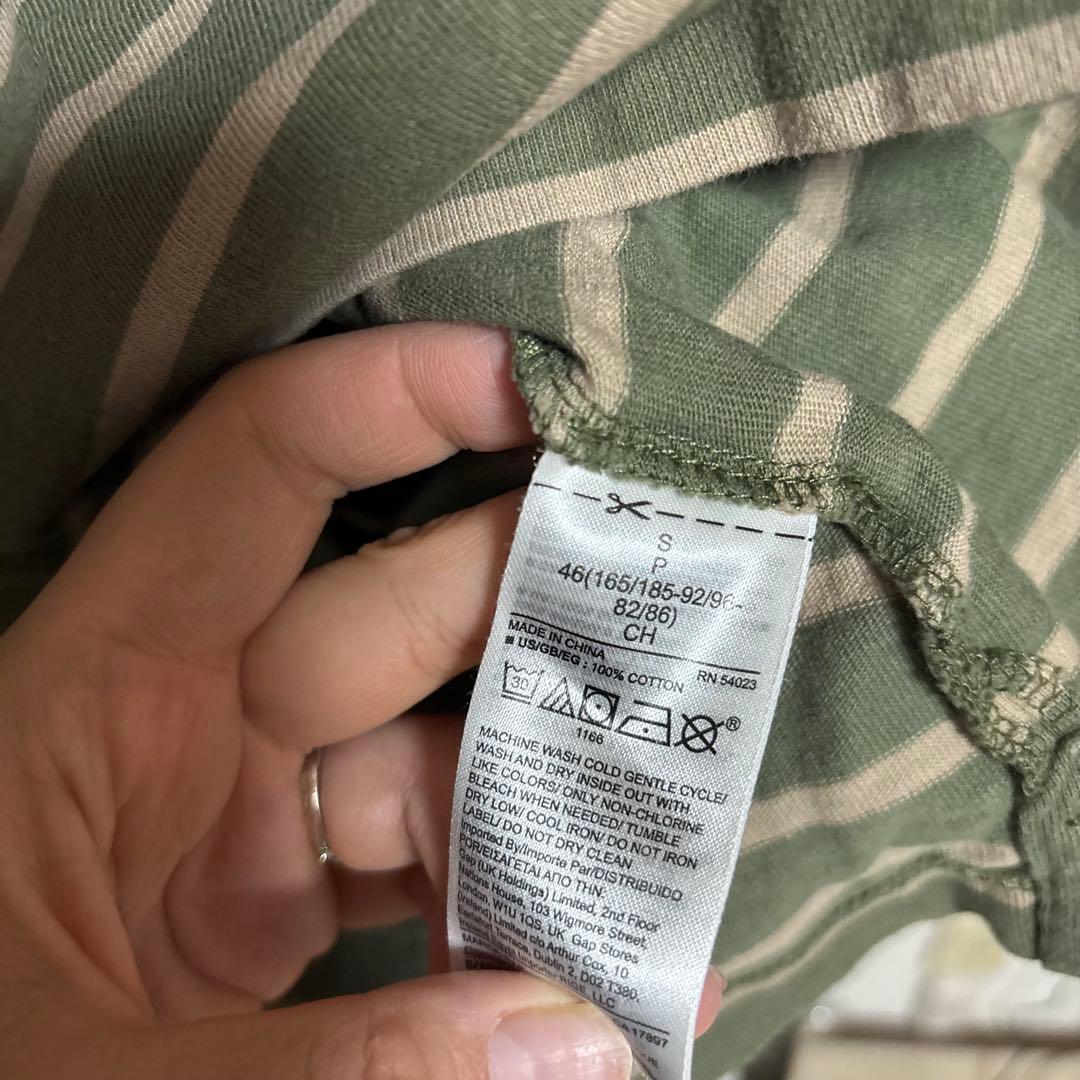 S
P
46(165/185-92/96-
82/86)
CH
MADE IN CHINA
RN 54023
■ US/GB/EG : 100% COTTON
30
®
1166
MACHINE WASH COLD GENTLE CYCLE/
WASH AND DRY INSIDE OUT WITH
LIKE COLORS/ ONLY NON-CHLORINE
BLEACH WHEN NEEDED/ TUMBLE
DRY LOW/ COOL IRON/ DO NOT IRON
LABEL/ DO NOT DRY CLEAN
Imported By/Importe Par/DISTRIBUIDO
POR/ΕΙΣΑΓΕΤΑΙ ΑΠΟ ΤΗΝ.
Gap (UK Holdings) Limited, 2nd Floor
Nations House, 103 Wigmore Street,
London, W1U 1QS, UK, Gap Stores
(Ireland) Limited c/o Arthur Cox, 10
Earlsfort Terrace, Dublin 2, D02 T380,
LLC
17897